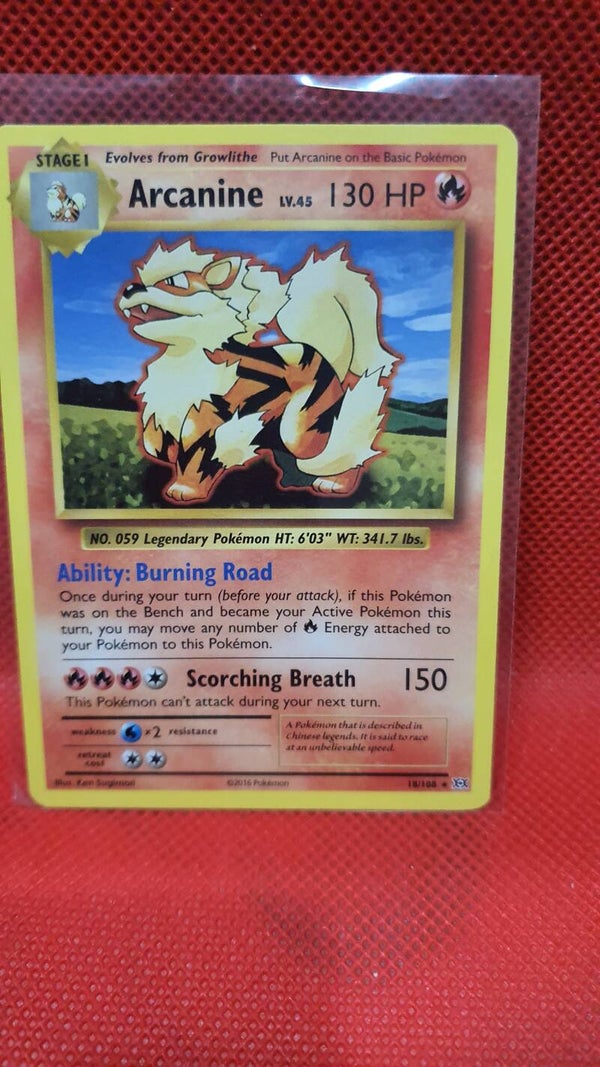 STAGE 1 Evolves from Growlithe Put Arcanine on the Basic Pokémon
Arcanine LV.45 130 HP
NO. 059 Legendary Pokémon HT: 6'03" WT: 341.7 lbs.
Ability: Burning Road
Once during your turn (before your attack), if this Pokémon
was on the Bench and became your Active Pokémon this
turn, you may move any number of Energy attached to
your Pokémon to this Pokémon.
Scorching Breath 150
This Pokémon can't attack during your next turn.
weakness ×2 resistance
retreat
cost
A Pokémon that is described in
Chinese legends. It is said to race
at an unbelievable speed.
Illus. Ken Sugimori ©2016 Pokémon 18/108